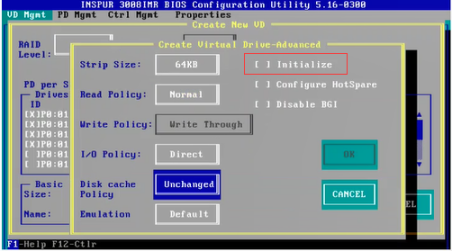 INSPUR 3008IMR BIOS Configuration Utility 5.16-0300
VD Mgmt PD Mgmt Ctrl Mgmt Properties
Create New VD
RAID
Level:
Create Virtual Drive-Advanced
Strip Size: 64KB [ ] Initialize
[ ] Configure HotSpare
PD per S
Drives
ID
Read Policy: Normal
[ ] Disable BGI
[X]P0:01
[X]P0:01
[X]P0:01
[ ]P0:01
[ ]P0:01
Write Policy: Write Through
I/O Policy: Direct OK
Basic
Size:
Disk cache
Policy
Unchanged
CANCEL
EL
Name:
Emulation Default
F1-Help F12-Ctlr